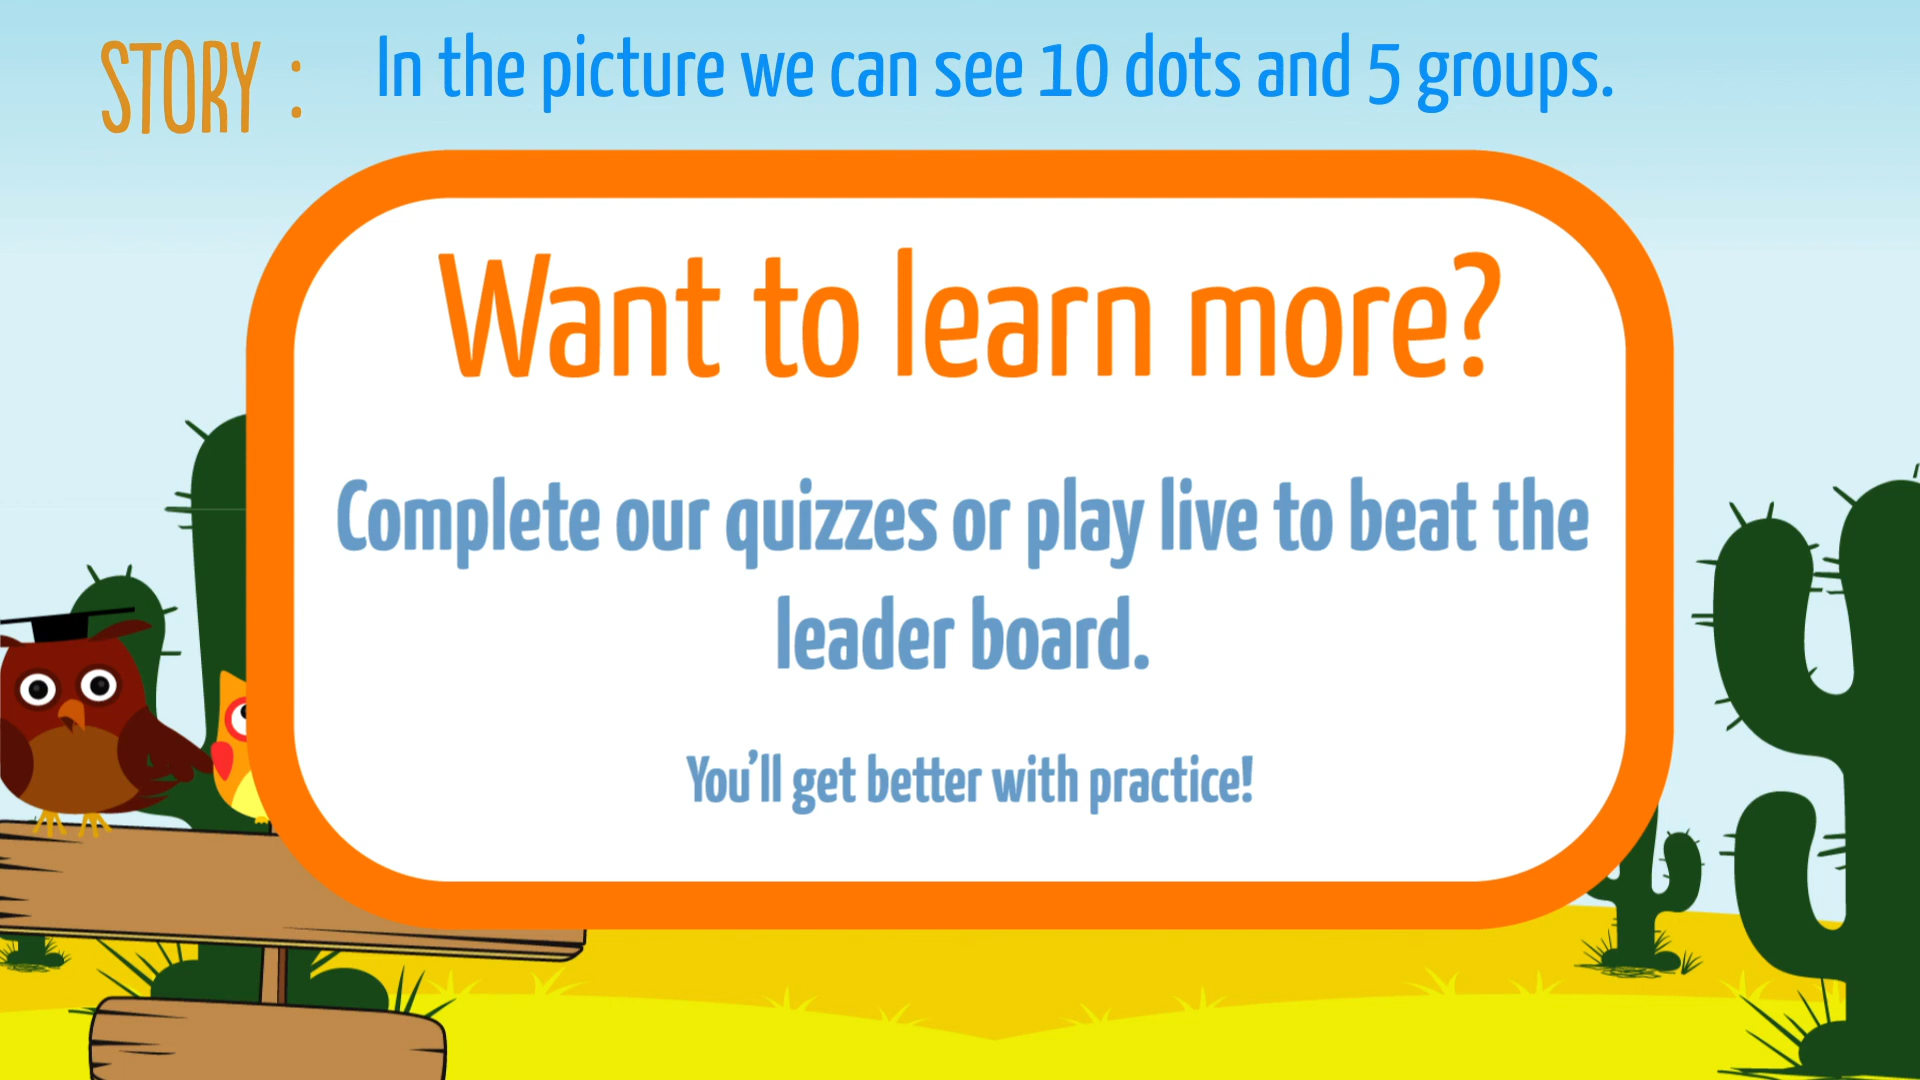 STORY : In the picture we can see 10 dots and 5 groups.
Want to learn more?
Complete our quizzes or play live to beat the
leader board.
You'll get better with practice!